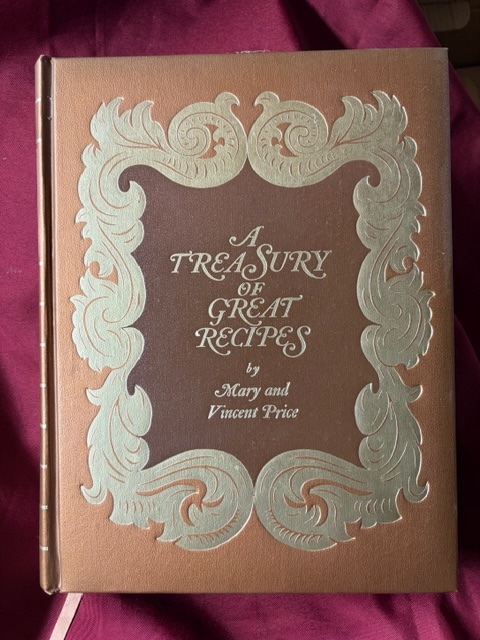 A
TREASURY
OF
GREAT
RECIPES
by
Mary and
Vincent Price